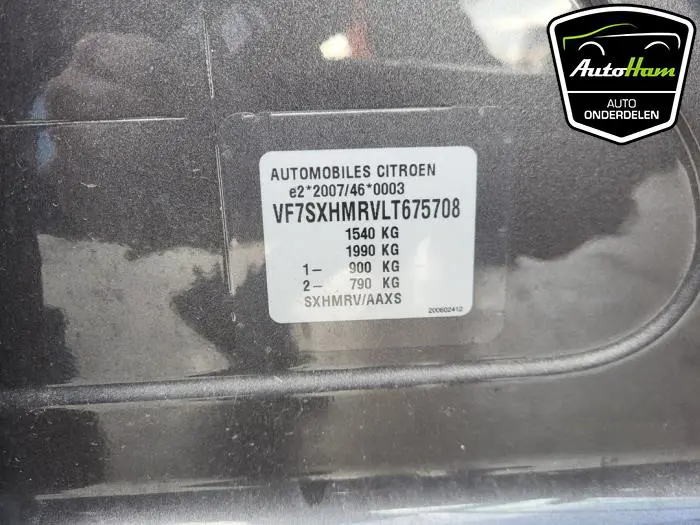 AutoHam
AUTO
ONDERDELEN
AUTOMOBILES CITROEN
e2*2007/46*0003
VF7SXHMRVLT675708
1540 KG
1990 KG
1- 900 KG
2- 790 KG
SXHMRV/AAXS
200602412